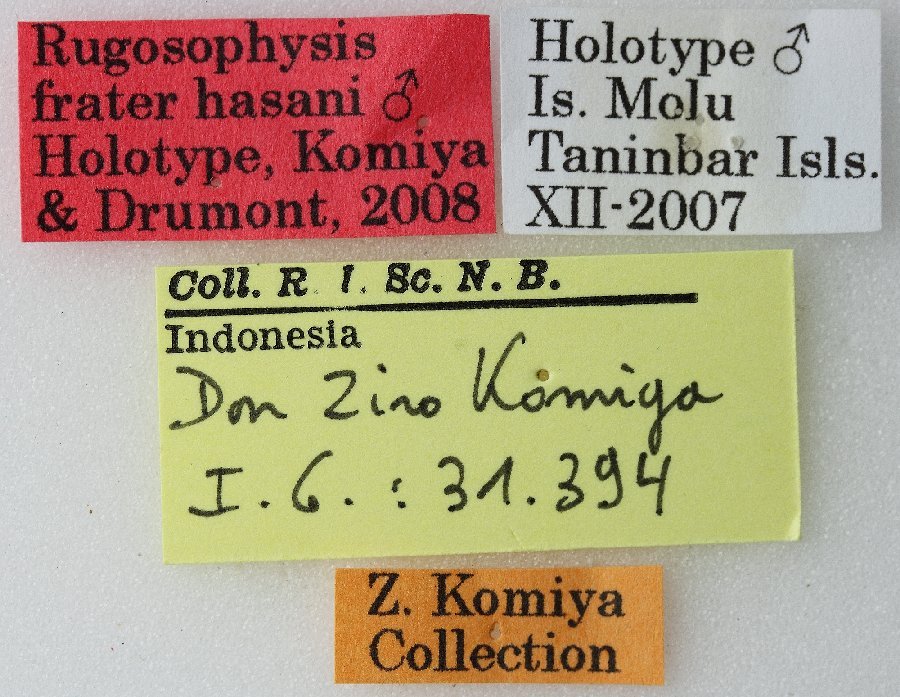 Rugosophysis
frater hasani ♂
Holotype, Komiya
& Drumont, 2008
Holotype ♂
Is. Molu
Taninbar Isls.
XII-2007
Coll. R. I. Sc. N. B.
Indonesia
Don Ziro Komiya
I.G.: 31.394
Z. Komiya
Collection